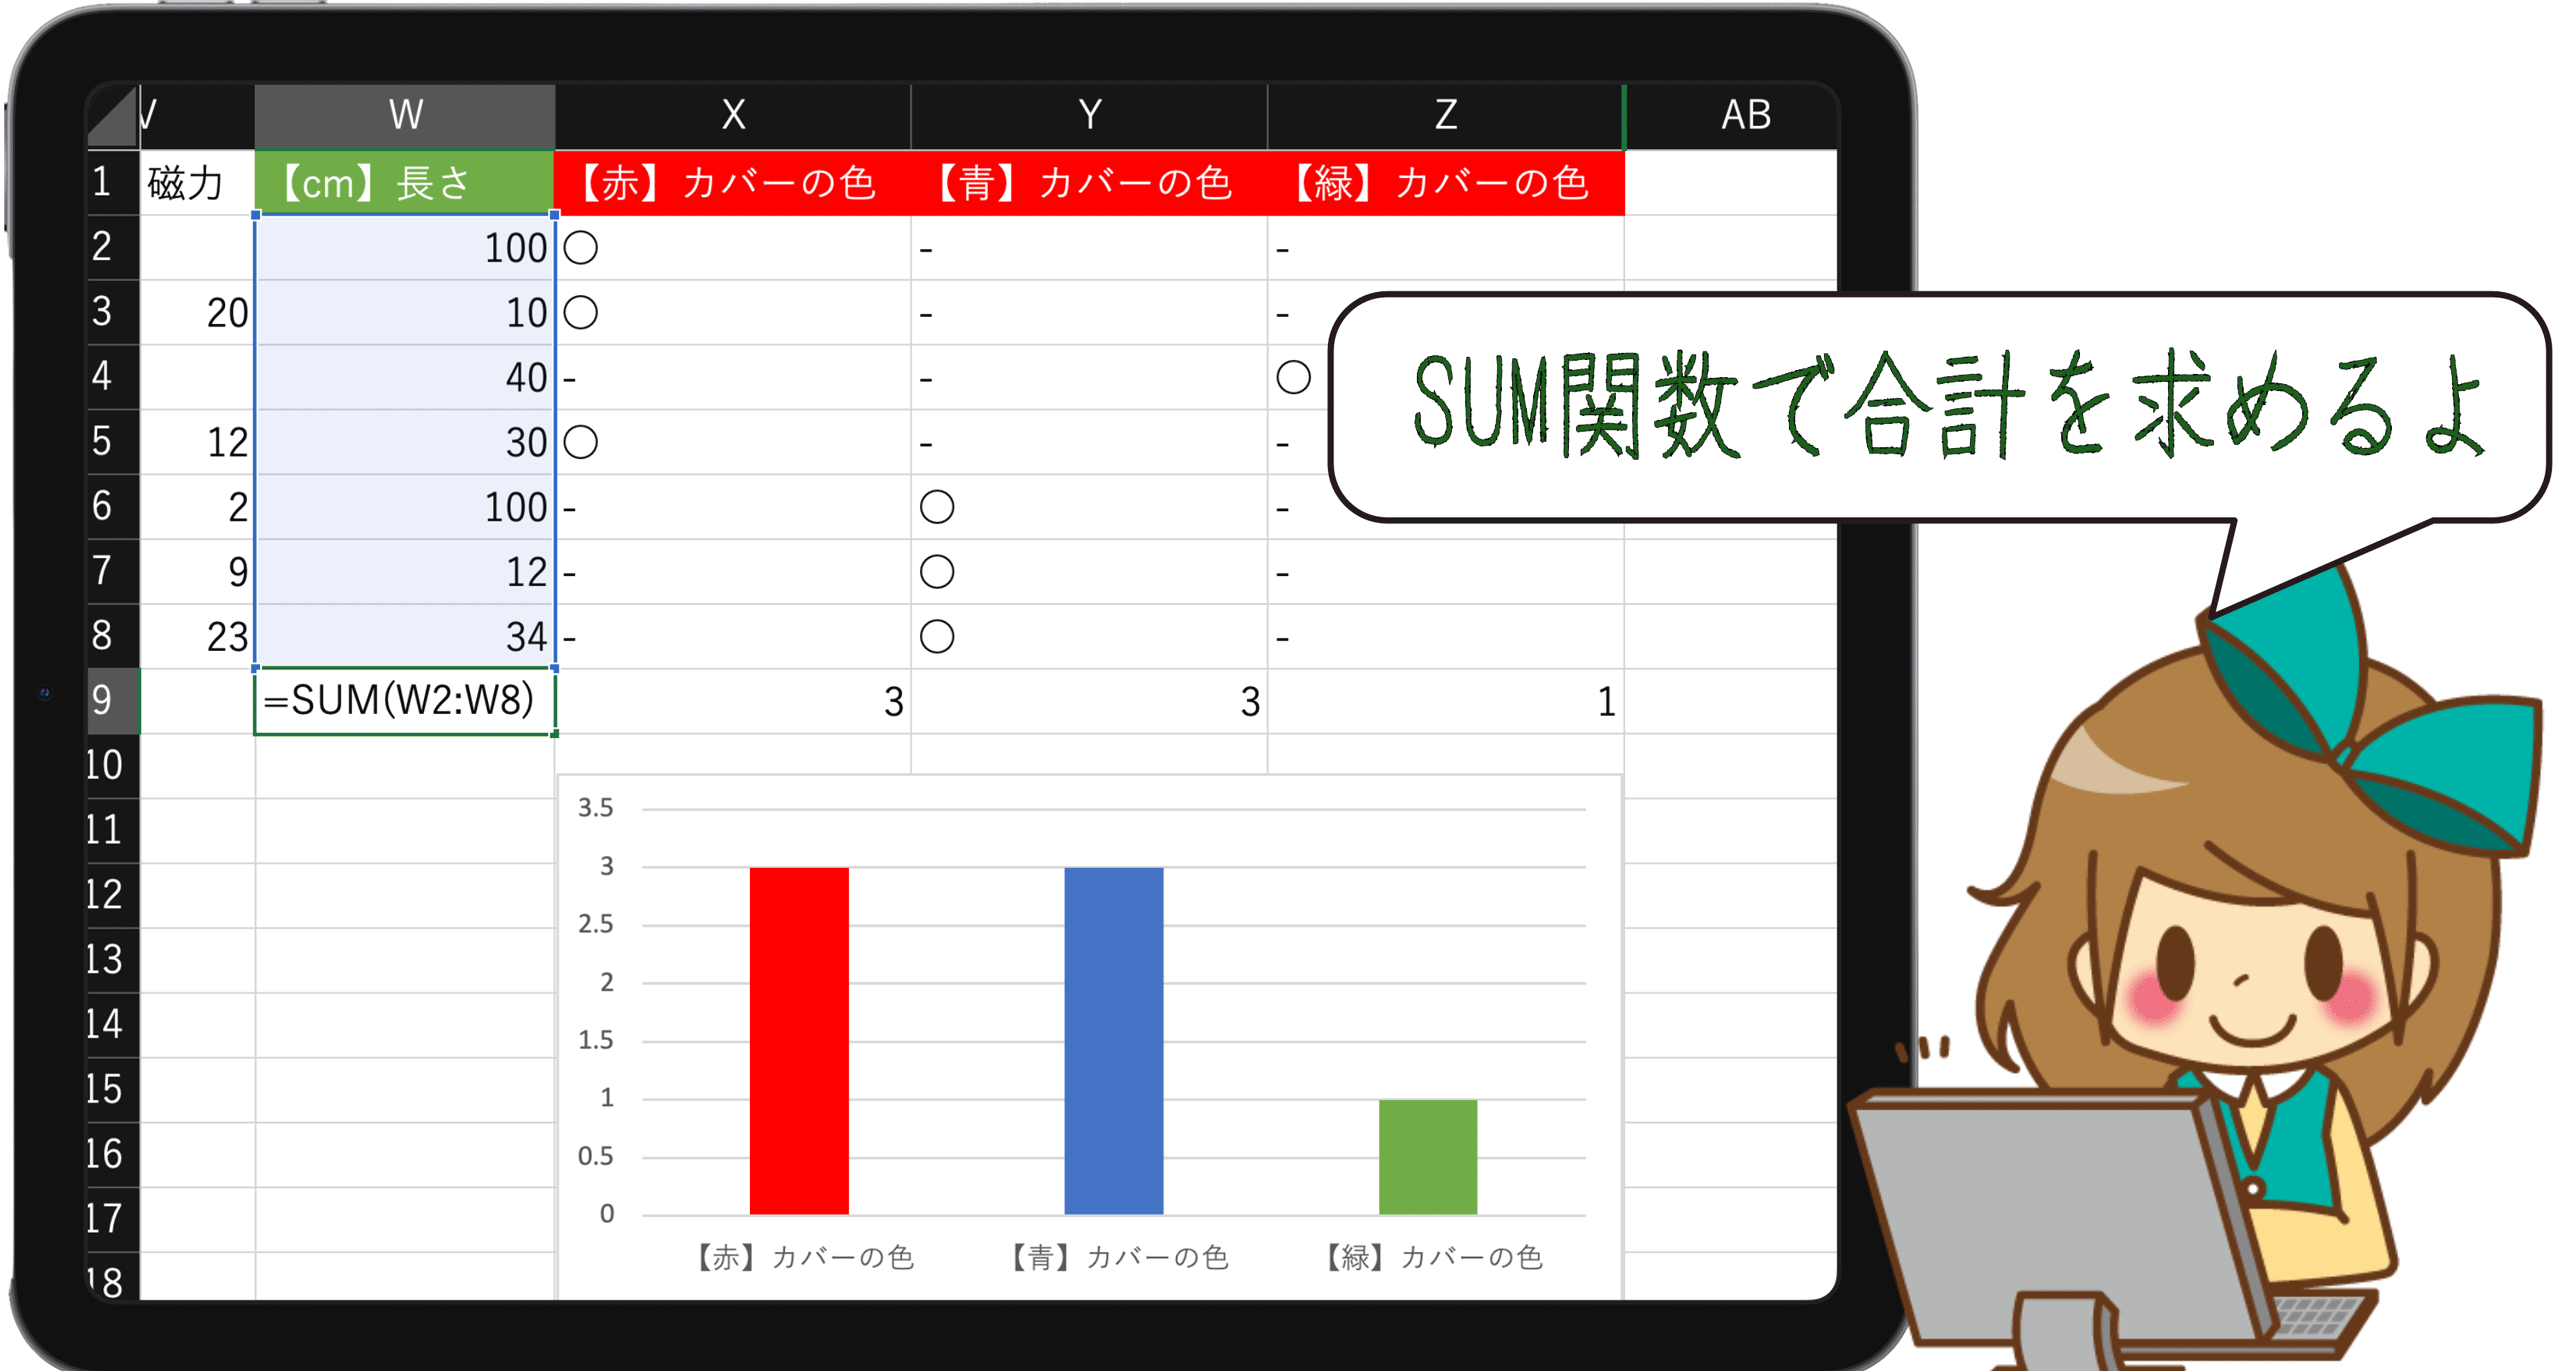 V W X Y Z AB
1 磁力 【cm】長さ 【赤】カバーの色 【青】カバーの色 【緑】カバーの色
2 100 ○ - -
3 20 10 ○ - -
4 40 - - ○
5 12 30 ○ - -
6 2 100 - ○ -
7 9 12 - ○ -
8 23 34 - ○ -
9 =SUM(W2:W8) 3 3 1
SUM関数で合計を求めるよ
10
11
12
13
14
15
16
17
18
3.5
3
2.5
2
1.5
1
0.5
0
【赤】カバーの色 【青】カバーの色 【緑】カバーの色